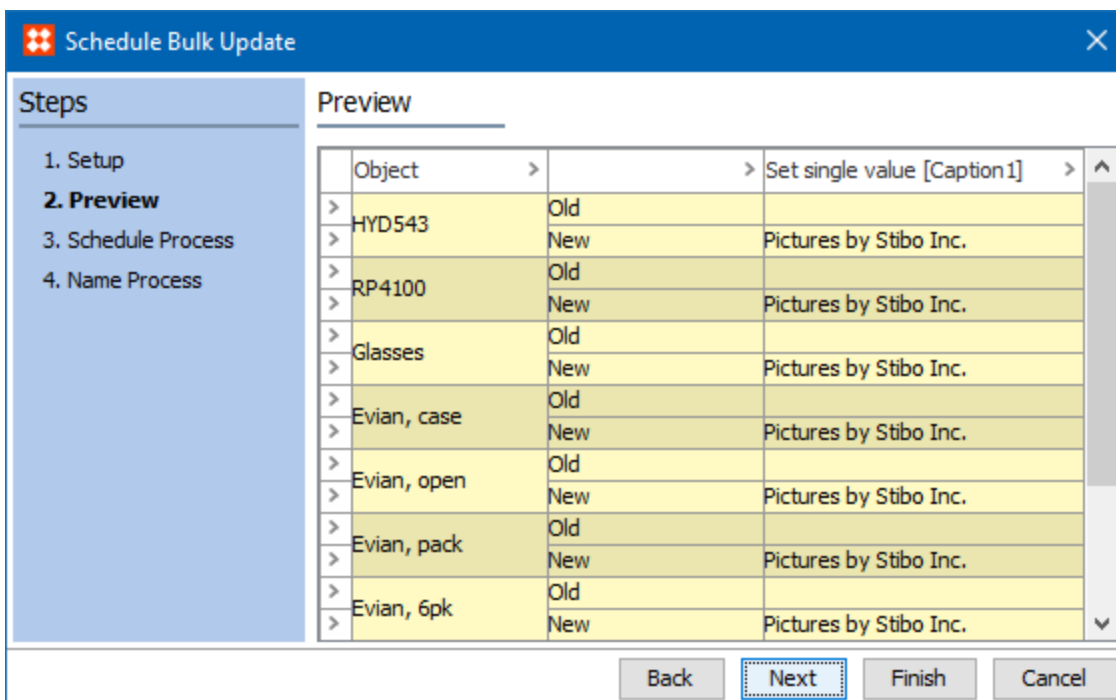 Schedule Bulk Update
Steps
1. Setup
2. Preview
3. Schedule Process
4. Name Process
Preview
Object > > Set single value [Caption1] >
> HYD543 Old
> New Pictures by Stibo Inc.
> RP4100 Old
> New Pictures by Stibo Inc.
> Glasses Old
> New Pictures by Stibo Inc.
> Evian, case Old
> New Pictures by Stibo Inc.
> Evian, open Old
> New Pictures by Stibo Inc.
> Evian, pack Old
> New Pictures by Stibo Inc.
> Evian, 6pk Old
> New Pictures by Stibo Inc.
Back Next Finish Cancel